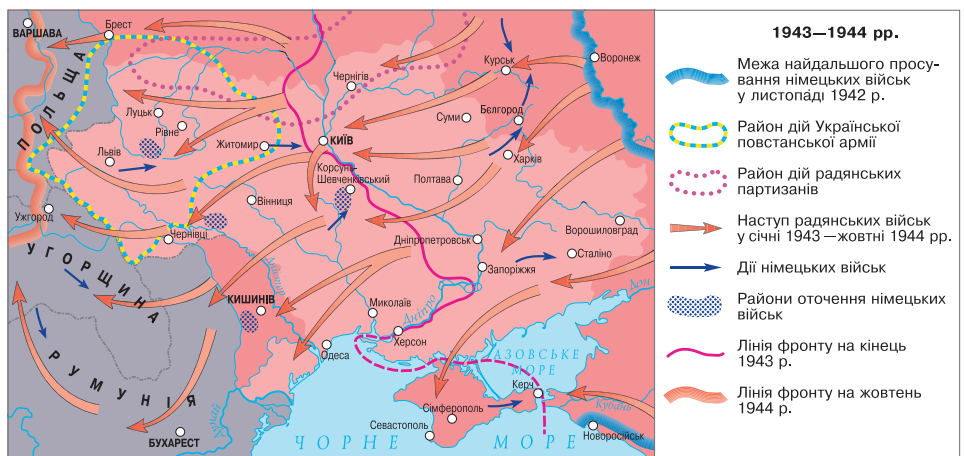 ВАРШАВА
Брест
ПОЛЬЩА
Чернігів
Курськ
Воронеж
Луцьк
Рівне
Суми
Бєлгород
Львів
Житомир
КИЇВ
Харків
Корсунь-
Шевченківський
Полтава
Ужгород
Вінниця
Ворошиловград
Чернівці
Дніпропетровськ
Сталіно
УГОРЩИНА
Запоріжжя
Дон
КИШИНІВ
Миколаїв
Дніпро
Херсон
Одеса
АЗОВСЬКЕ
МОРЕ
РУМУНІЯ
Керч
Кубань
Сімферополь
Севастополь
Новоросійськ
БУХАРЕСТ
Дунай
ЧОРНЕ МОРЕ
1943—1944 рр.
Межа найдальшого просу-
вання німецьких військ
у листопаді 1942 р.
Район дій Української
повстанської армії
Район дій радянських
партизанів
Наступ радянських військ
у січні 1943—жовтні 1944 рр.
Дії німецьких військ
Райони оточення німецьких
військ
Лінія фронту на кінець
1943 р.
Лінія фронту на жовтень
1944 р.